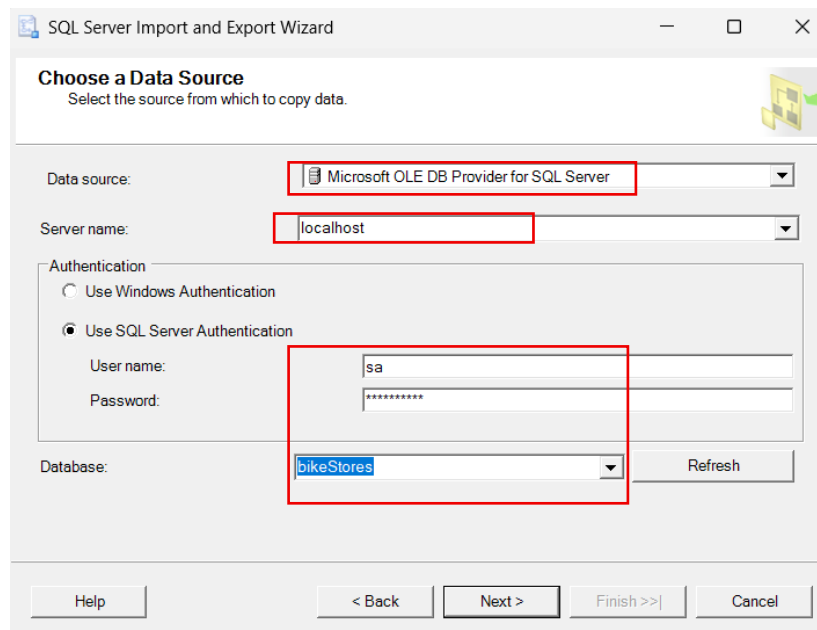 SQL Server Import and Export Wizard
Choose a Data Source
Select the source from which to copy data.
Data source: Microsoft OLE DB Provider for SQL Server
Server name: localhost
Authentication
Use Windows Authentication
Use SQL Server Authentication
User name: sa
Password: **********
Database: bikeStores Refresh
Help < Back Next > Finish >>| Cancel